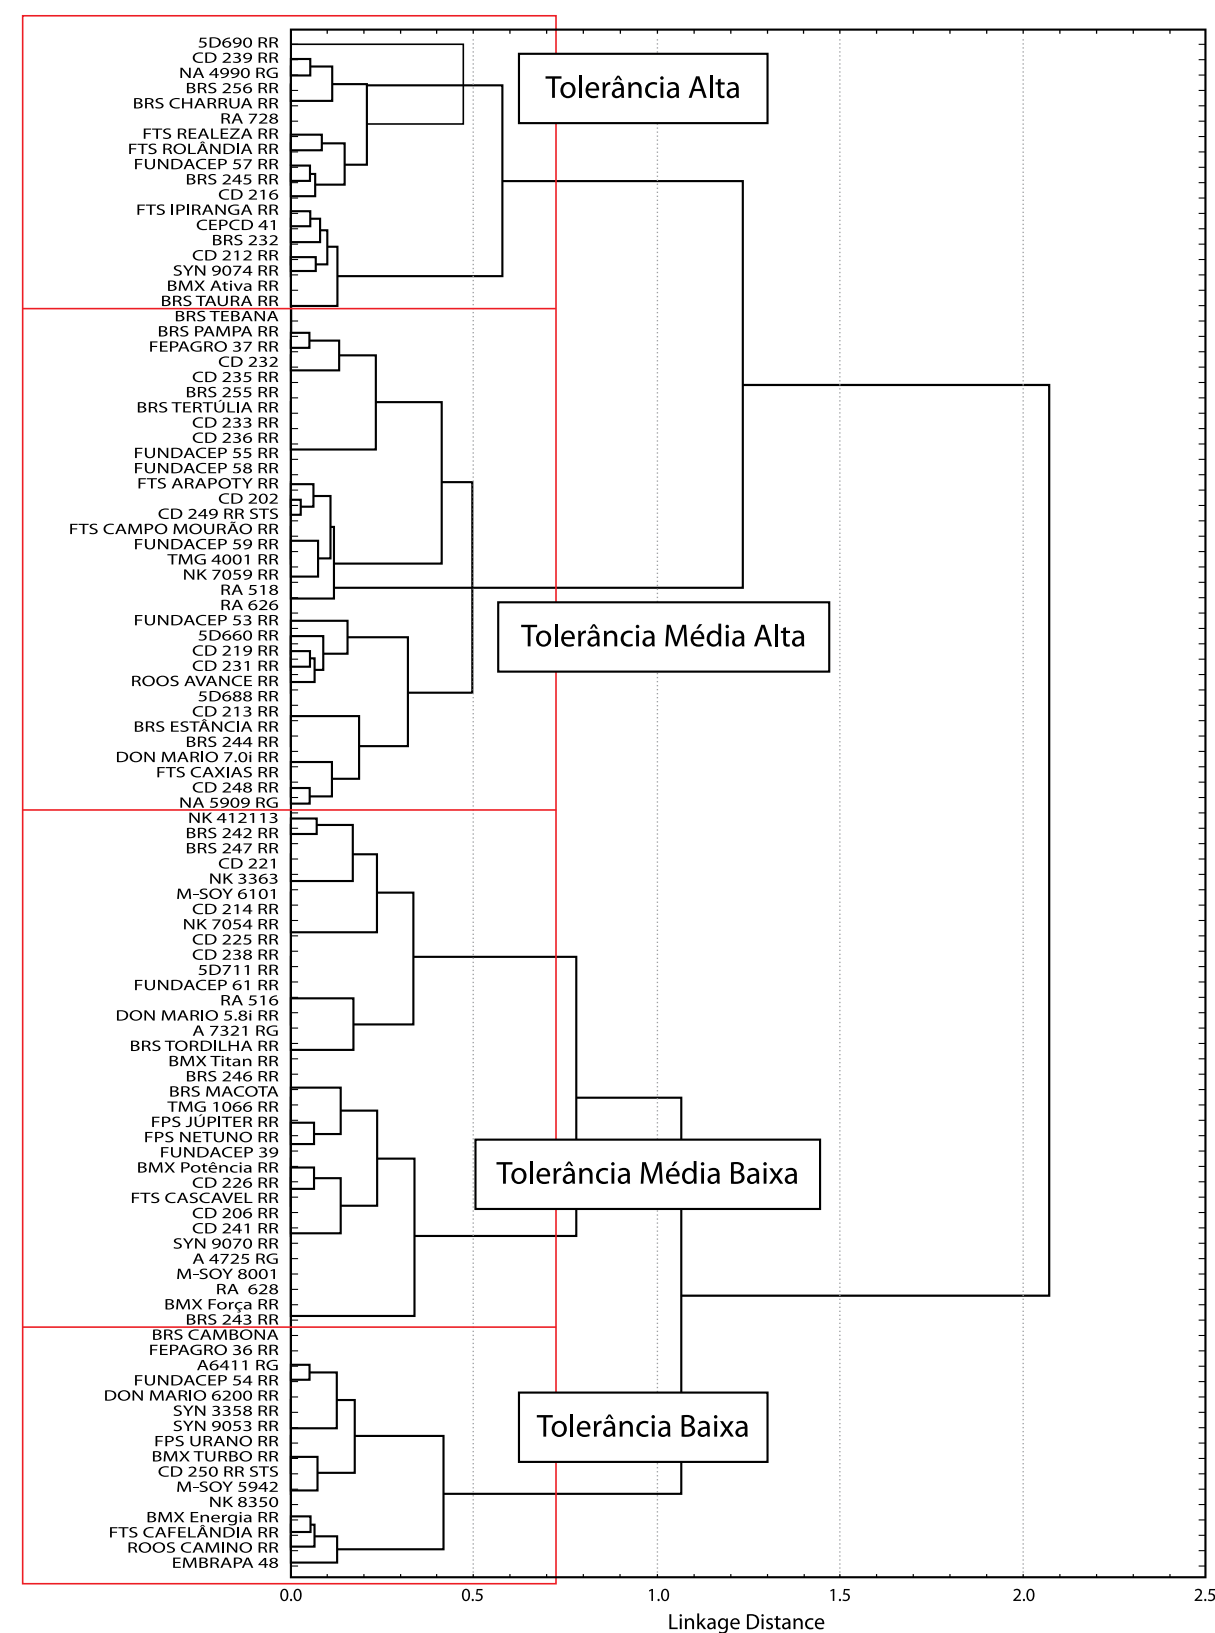 5D690 RR
CD 239 RR
NA 4990 RG
BRS 256 RR
BRS CHARRUA RR
RA 728
FTS REALEZA RR
FTS ROLÂNDIA RR
FUNDACEP 57 RR
BRS 245 RR
CD 216
FTS IPIRANGA RR
CEPCD 41
BRS 232
CD 212 RR
SYN 9074 RR
BMX Ativa RR
BRS TAURA RR
Tolerância Alta
BRS TEBANA
BRS PAMPA RR
FEPAGRO 37 RR
CD 232
CD 235 RR
BRS 255 RR
BRS TERTÚLIA RR
CD 233 RR
CD 236 RR
FUNDACEP 55 RR
FUNDACEP 58 RR
FTS ARAPOTY RR
CD 202
CD 249 RR STS
FTS CAMPO MOURÃO RR
FUNDACEP 59 RR
TMG 4001 RR
NK 7059 RR
RA 518
RA 626
FUNDACEP 53 RR
5D660 RR
CD 219 RR
CD 231 RR
ROOS AVANCE RR
5D688 RR
CD 213 RR
BRS ESTÂNCIA RR
BRS 244 RR
DON MARIO 7.0i RR
FTS CAXIAS RR
CD 248 RR
NA 5909 RG
Tolerância Média Alta
NK 412113
BRS 242 RR
BRS 247 RR
CD 221
NK 3363
M-SOY 6101
CD 214 RR
NK 7054 RR
CD 225 RR
CD 238 RR
5D711 RR
FUNDACEP 61 RR
RA 516
DON MARIO 5.8i RR
A 7321 RG
BRS TORDILHA RR
BMX Titan RR
BRS 246 RR
BRS MACOTA
TMG 1066 RR
FPS JÚPITER RR
FPS NETUNO RR
FUNDACEP 39
BMX Potência RR
CD 226 RR
FTS CASCAVEL RR
CD 206 RR
CD 241 RR
SYN 9070 RR
A 4725 RG
M-SOY 8001
RA 628
BMX Força RR
BRS 243 RR
Tolerância Média Baixa
BRS CAMBONA
FEPAGRO 36 RR
A6411 RG
FUNDACEP 54 RR
DON MARIO 6200 RR
SYN 3358 RR
SYN 9053 RR
FPS URANO RR
BMX TURBO RR
CD 250 RR STS
M-SOY 5942
NK 8350
BMX Energia RR
FTS CAFELÂNDIA RR
ROOS CAMINO RR
EMBRAPA 48
Tolerância Baixa
0.0 0.5 1.0 1.5 2.0 2.5
Linkage Distance